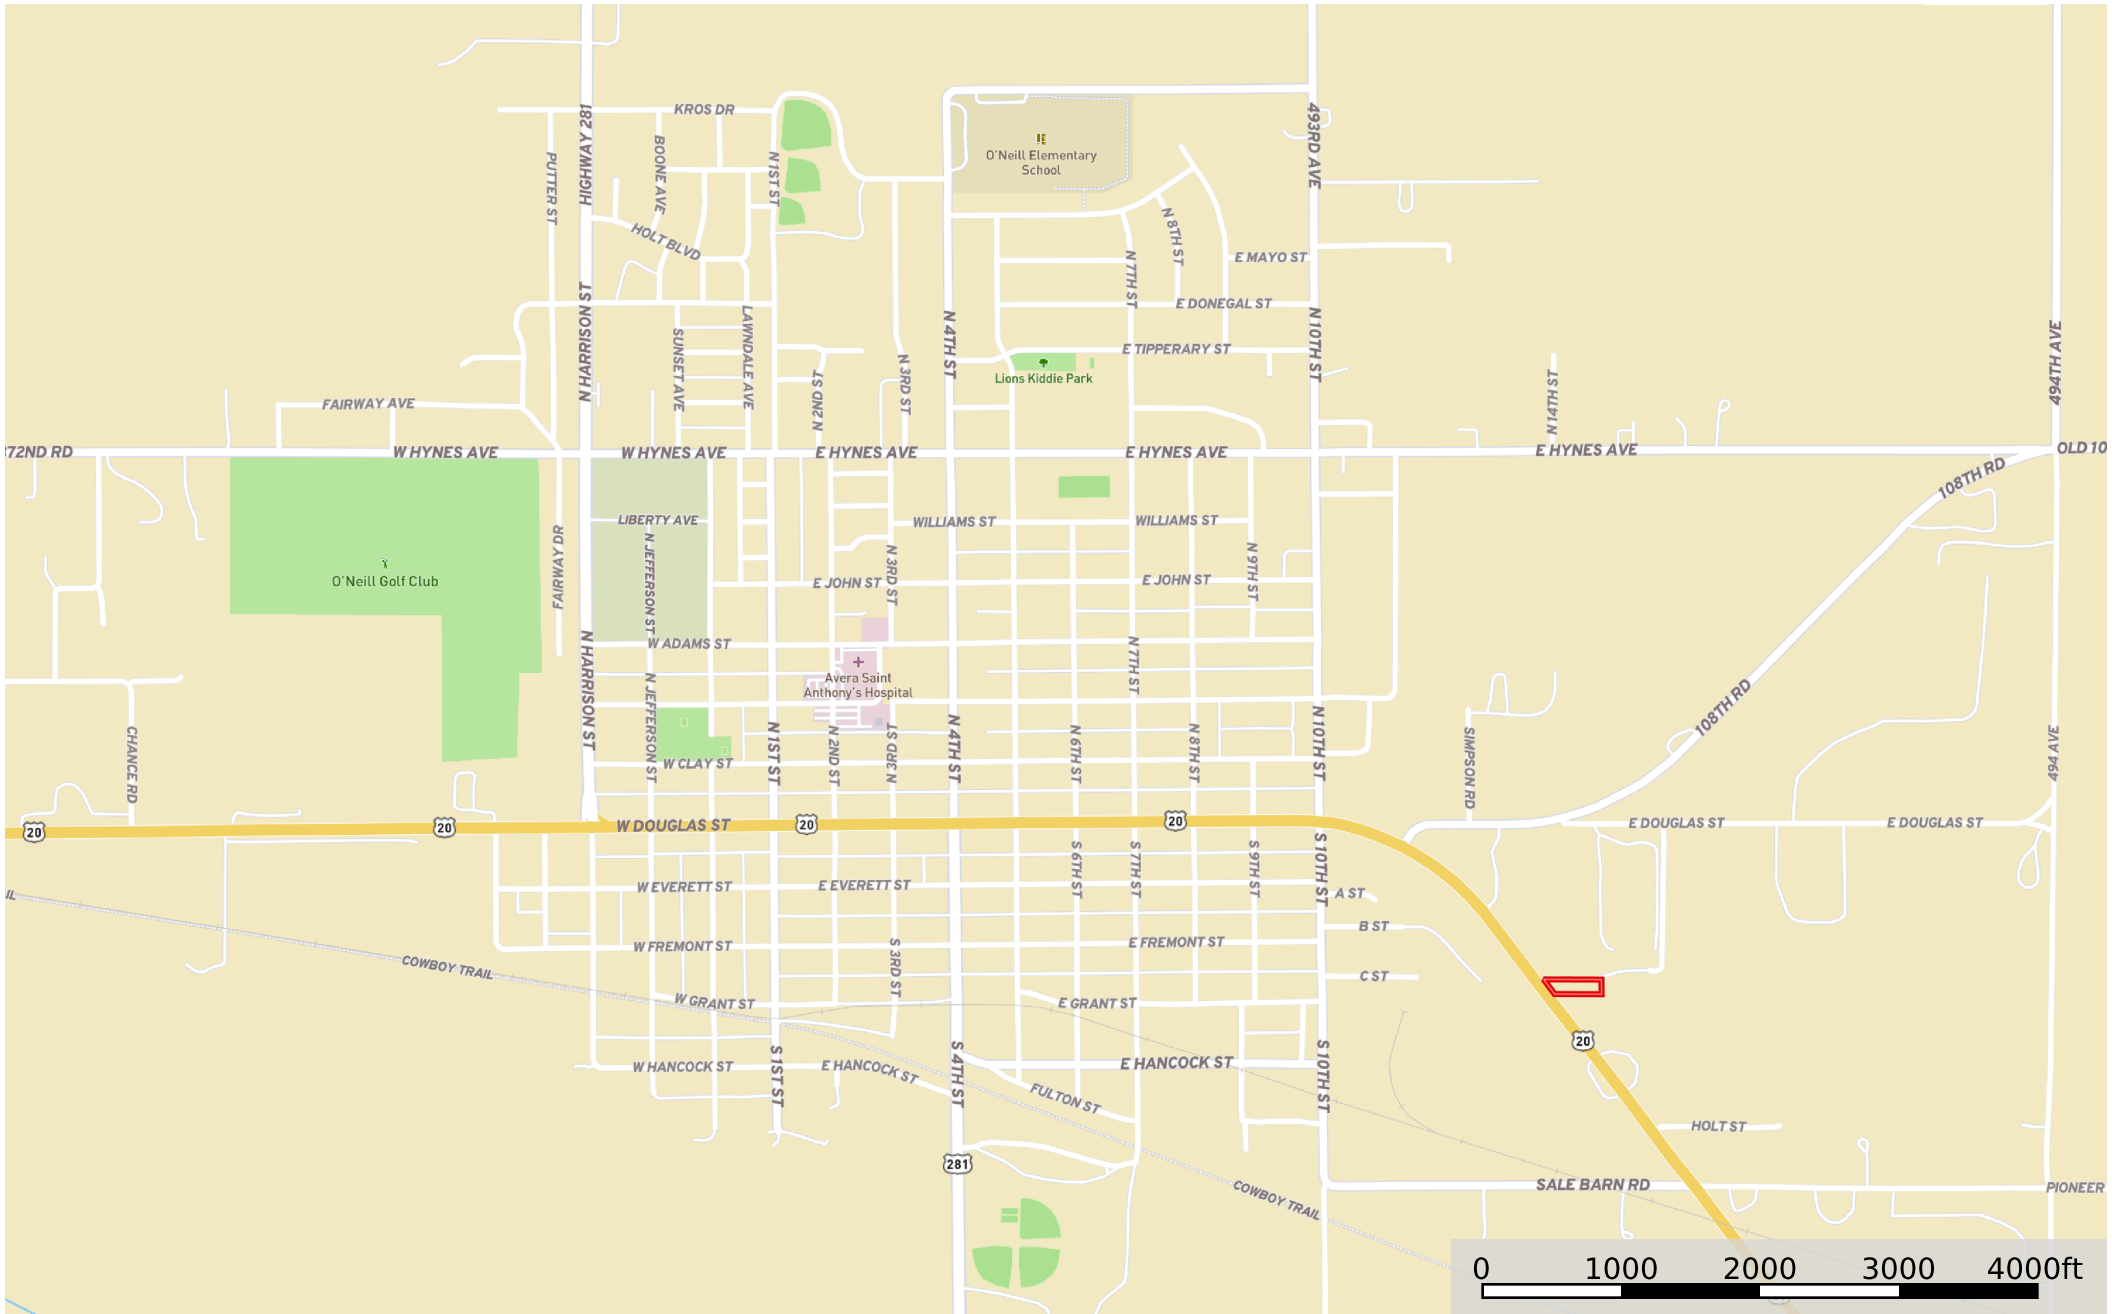 KROS DR
HIGHWAY 281
BOONE AVE
PUTTER ST
N 1ST ST
HOLT BLVD
O'Neill Elementary
School
493RD AVE
N 8TH ST
N 7TH ST
E MAYO ST
E DONEGAL ST
N HARRISON ST
LAWNDALE AVE
SUNSET AVE
N 4TH ST
N 10TH ST
494TH AVE
E TIPPERARY ST
Lions Kiddie Park
N 3RD ST
N 2ND ST
N 14TH ST
FAIRWAY AVE
372ND RD
W HYNES AVE
W HYNES AVE
E HYNES AVE
E HYNES AVE
E HYNES AVE
OLD 10
108TH RD
LIBERTY AVE
WILLIAMS ST
WILLIAMS ST
N JEFFERSON ST
FAIRWAY DR
N 3RD ST
N 9TH ST
O'Neill Golf Club
E JOHN ST
E JOHN ST
W ADAMS ST
N HARRISON ST
N JEFFERSON ST
Avera Saint
Anthony's Hospital
N 7TH ST
108TH RD
CHANCE RD
N 1ST ST
N 2ND ST
N 3RD ST
N 4TH ST
N 6TH ST
N 8TH ST
N 10TH ST
SIMPSON RD
494 AVE
W CLAY ST
20
20
W DOUGLAS ST
20
20
E DOUGLAS ST
E DOUGLAS ST
S 6TH ST
S 7TH ST
S 9TH ST
S 10TH ST
W EVERETT ST
E EVERETT ST
A ST
IL
B ST
W FREMONT ST
E FREMONT ST
S 3RD ST
COWBOY TRAIL
C ST
W GRANT ST
E GRANT ST
20
W HANCOCK ST
E HANCOCK ST
E HANCOCK ST
S 1ST ST
S 4TH ST
S 10TH ST
FULTON ST
HOLT ST
281
COWBOY TRAIL
SALE BARN RD
PIONEER
0 1000 2000 3000 4000ft